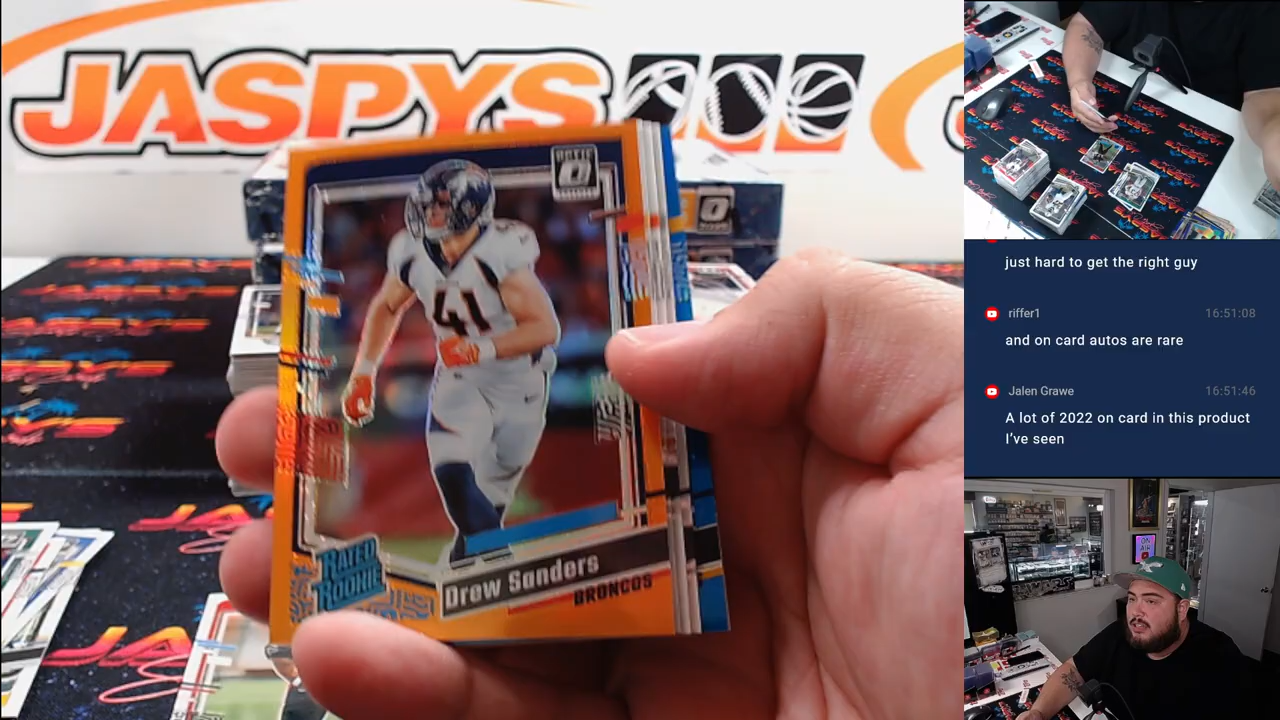 JASPYS
OPTIC
41
RATED
ROOKIE
Drew Sanders
BRONCOS
just hard to get the right guy
riffer1
16:51:08
and on card autos are rare
Jalen Grawe
16:51:46
A lot of 2022 on card in this product
I've seen
ON
AIR